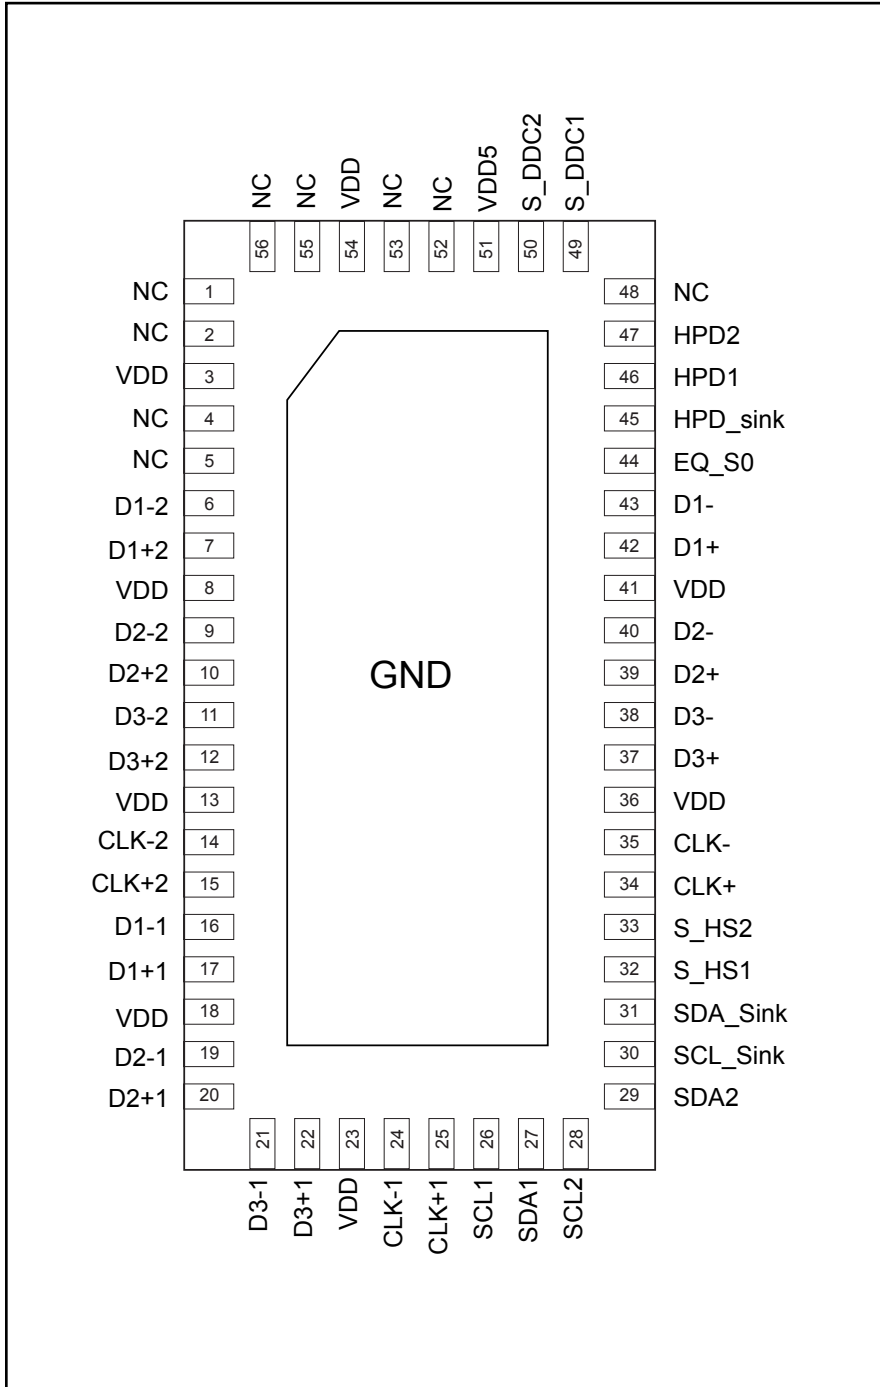 NC
NC
VDD
NC
NC
VDD5
S_DDC2
S_DDC1
56
55
54
53
52
51
50
49
NC 1
NC 2
VDD 3
NC 4
NC 5
D1-2 6
D1+2 7
VDD 8
D2-2 9
D2+2 10
D3-2 11
D3+2 12
VDD 13
CLK-2 14
CLK+2 15
D1-1 16
D1+1 17
VDD 18
D2-1 19
D2+1 20
GND
48 NC
47 HPD2
46 HPD1
45 HPD_sink
44 EQ_S0
43 D1-
42 D1+
41 VDD
40 D2-
39 D2+
38 D3-
37 D3+
36 VDD
35 CLK-
34 CLK+
33 S_HS2
32 S_HS1
31 SDA_Sink
30 SCL_Sink
29 SDA2
21
22
23
24
25
26
27
28
D3-1
D3+1
VDD
CLK-1
CLK+1
SCL1
SDA1
SCL2